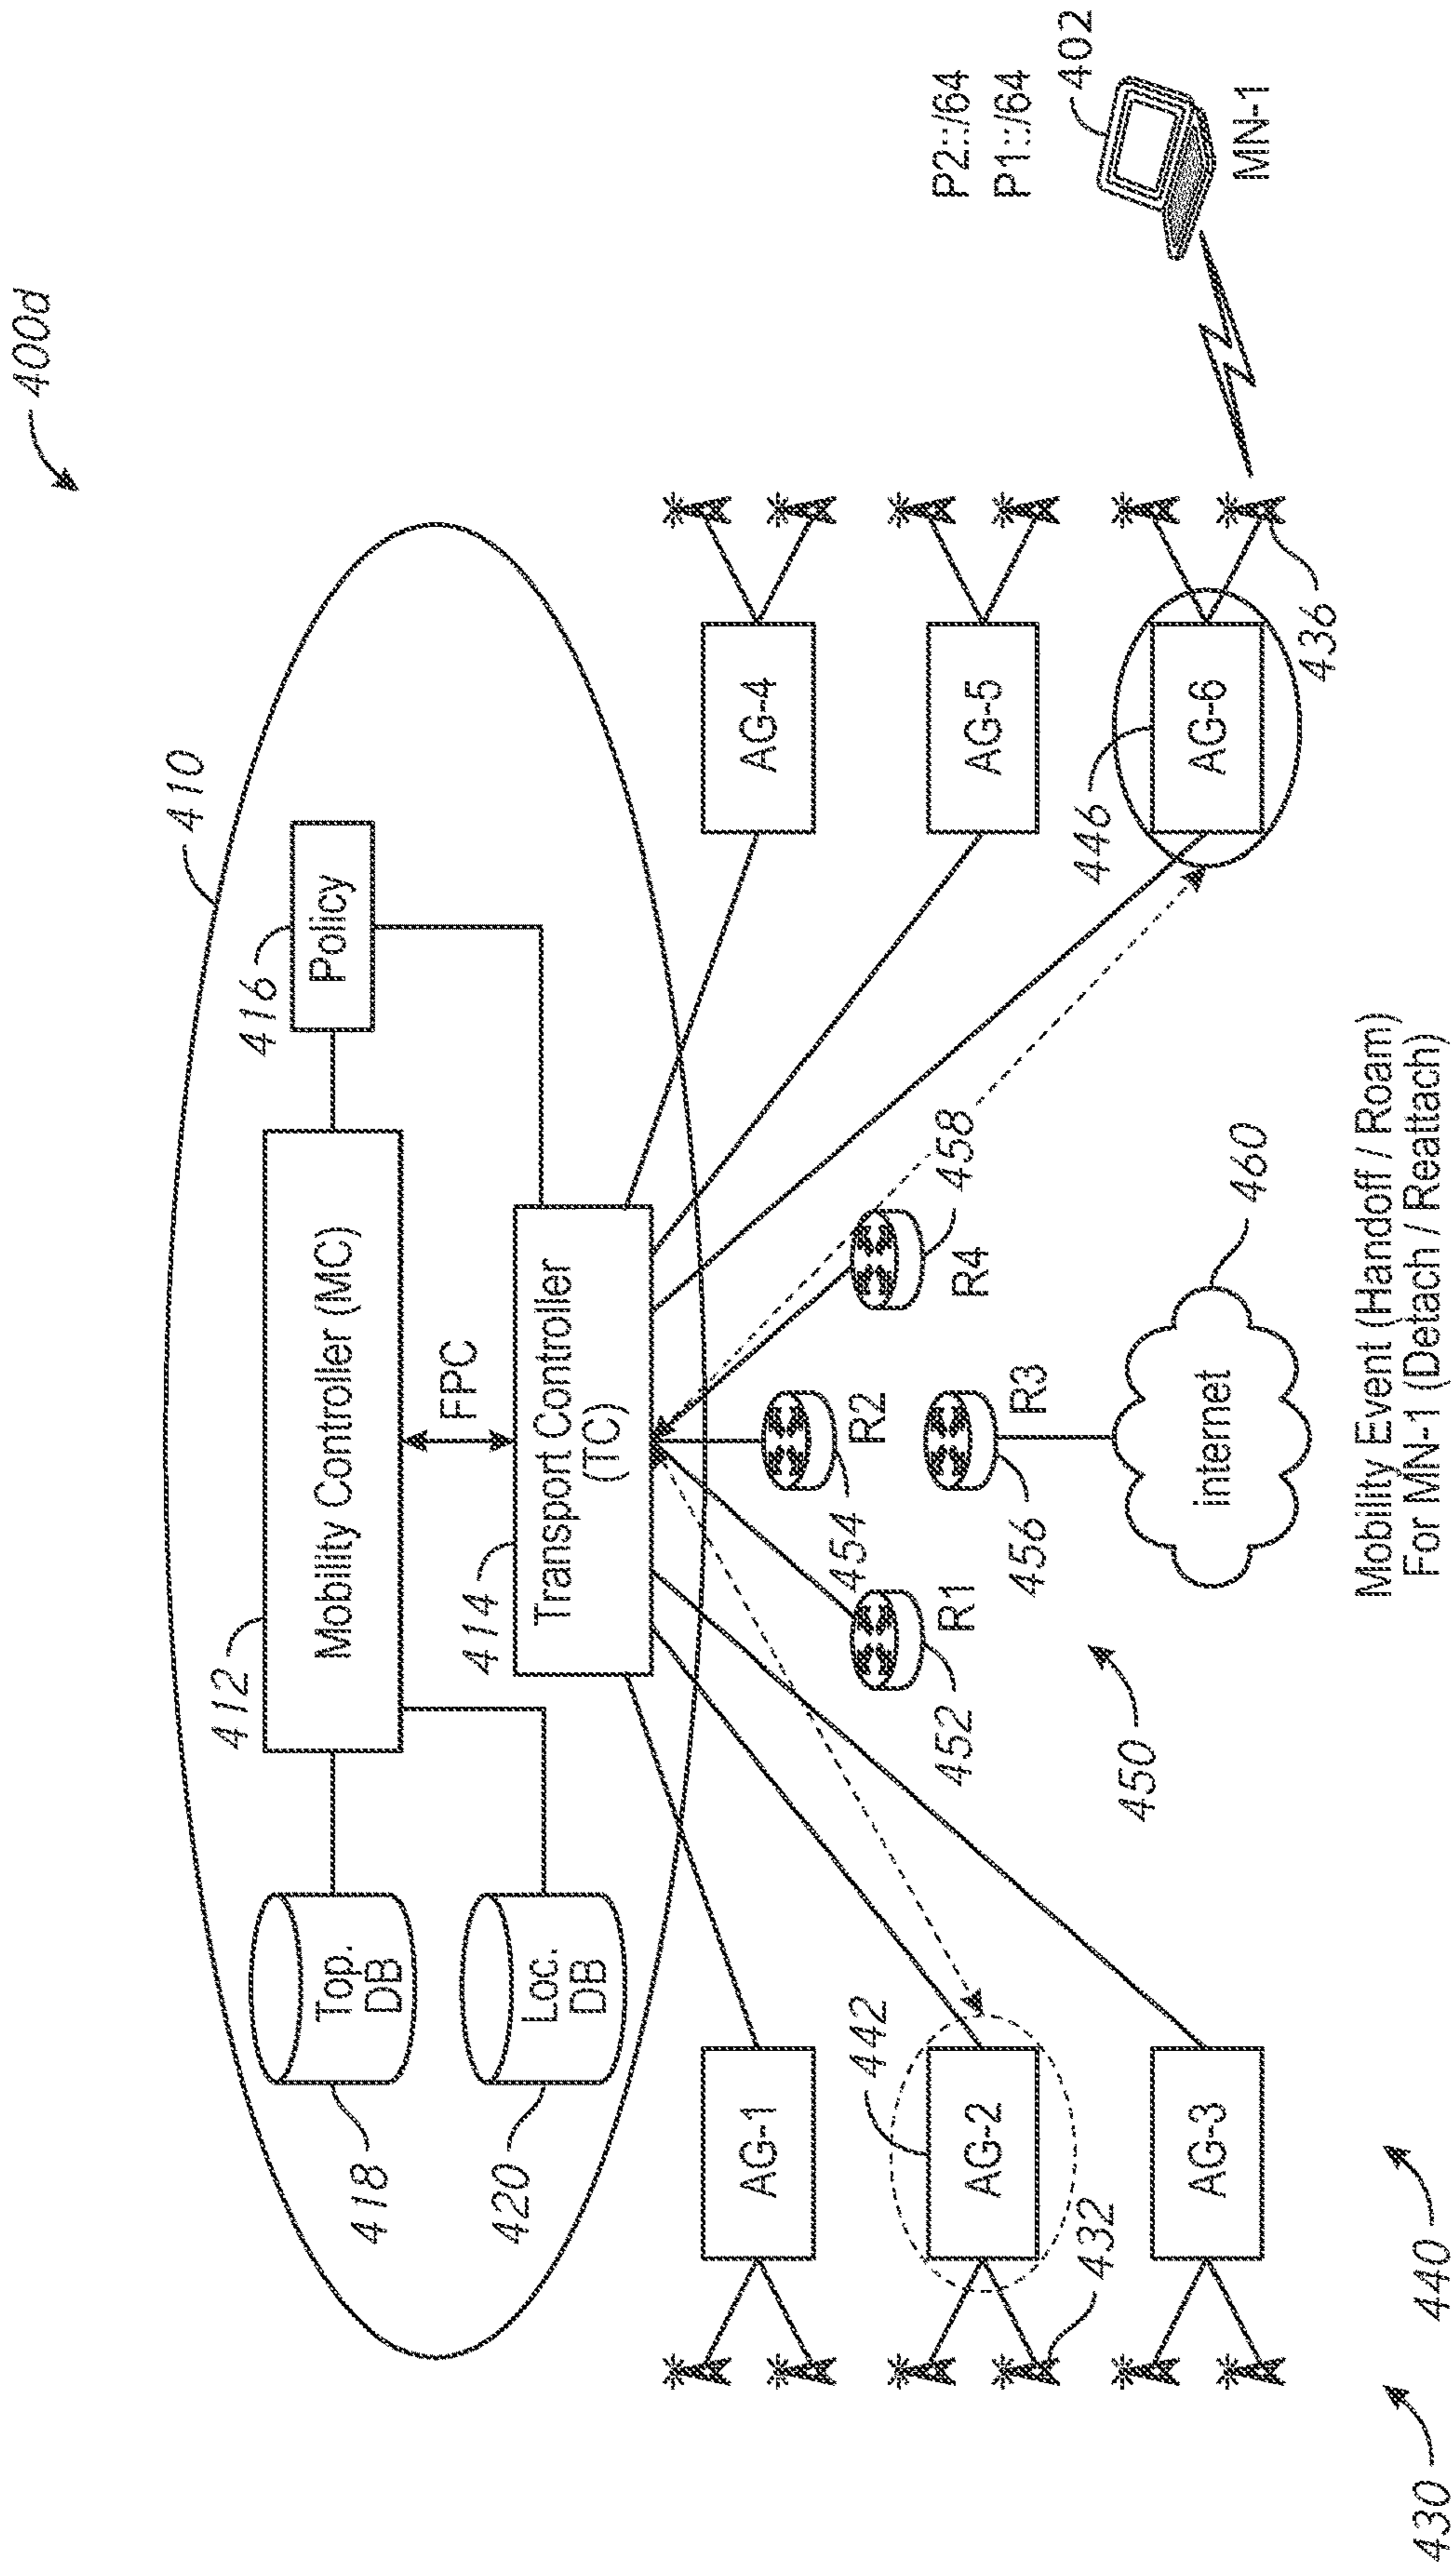 400d
410
412
Mobility Controller (MC)
416
Policy
418
Top.
DB
420
Loc.
DB
FPC
414
Transport Controller
(TC)
AG-1
442
AG-2
432
AG-3
AG-4
AG-5
446
AG-6
436
P2::/64
P1::/64
402
MN-1
454
R2
452
R1
458
R4
456
R3
460
internet
450
430
440
Mobility Event (Handoff / Roam)
For MN-1 (Detach / Reattach)